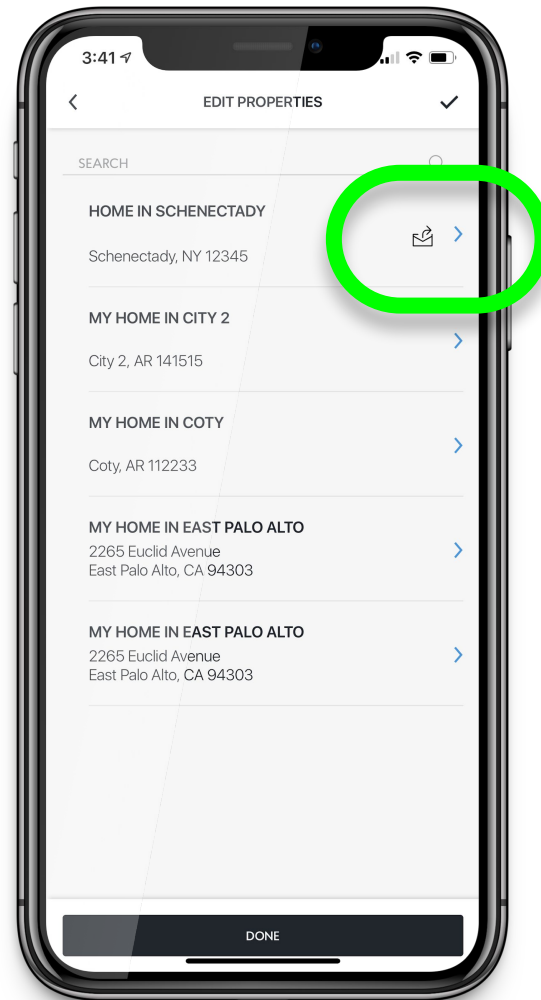 3:41
EDIT PROPERTIES
SEARCH
HOME IN SCHENECTADY
Schenectady, NY 12345
MY HOME IN CITY 2
City 2, AR 141515
MY HOME IN COTY
Coty, AR 112233
MY HOME IN EAST PALO ALTO
2265 Euclid Avenue
East Palo Alto, CA 94303
MY HOME IN EAST PALO ALTO
2265 Euclid Avenue
East Palo Alto, CA 94303
DONE